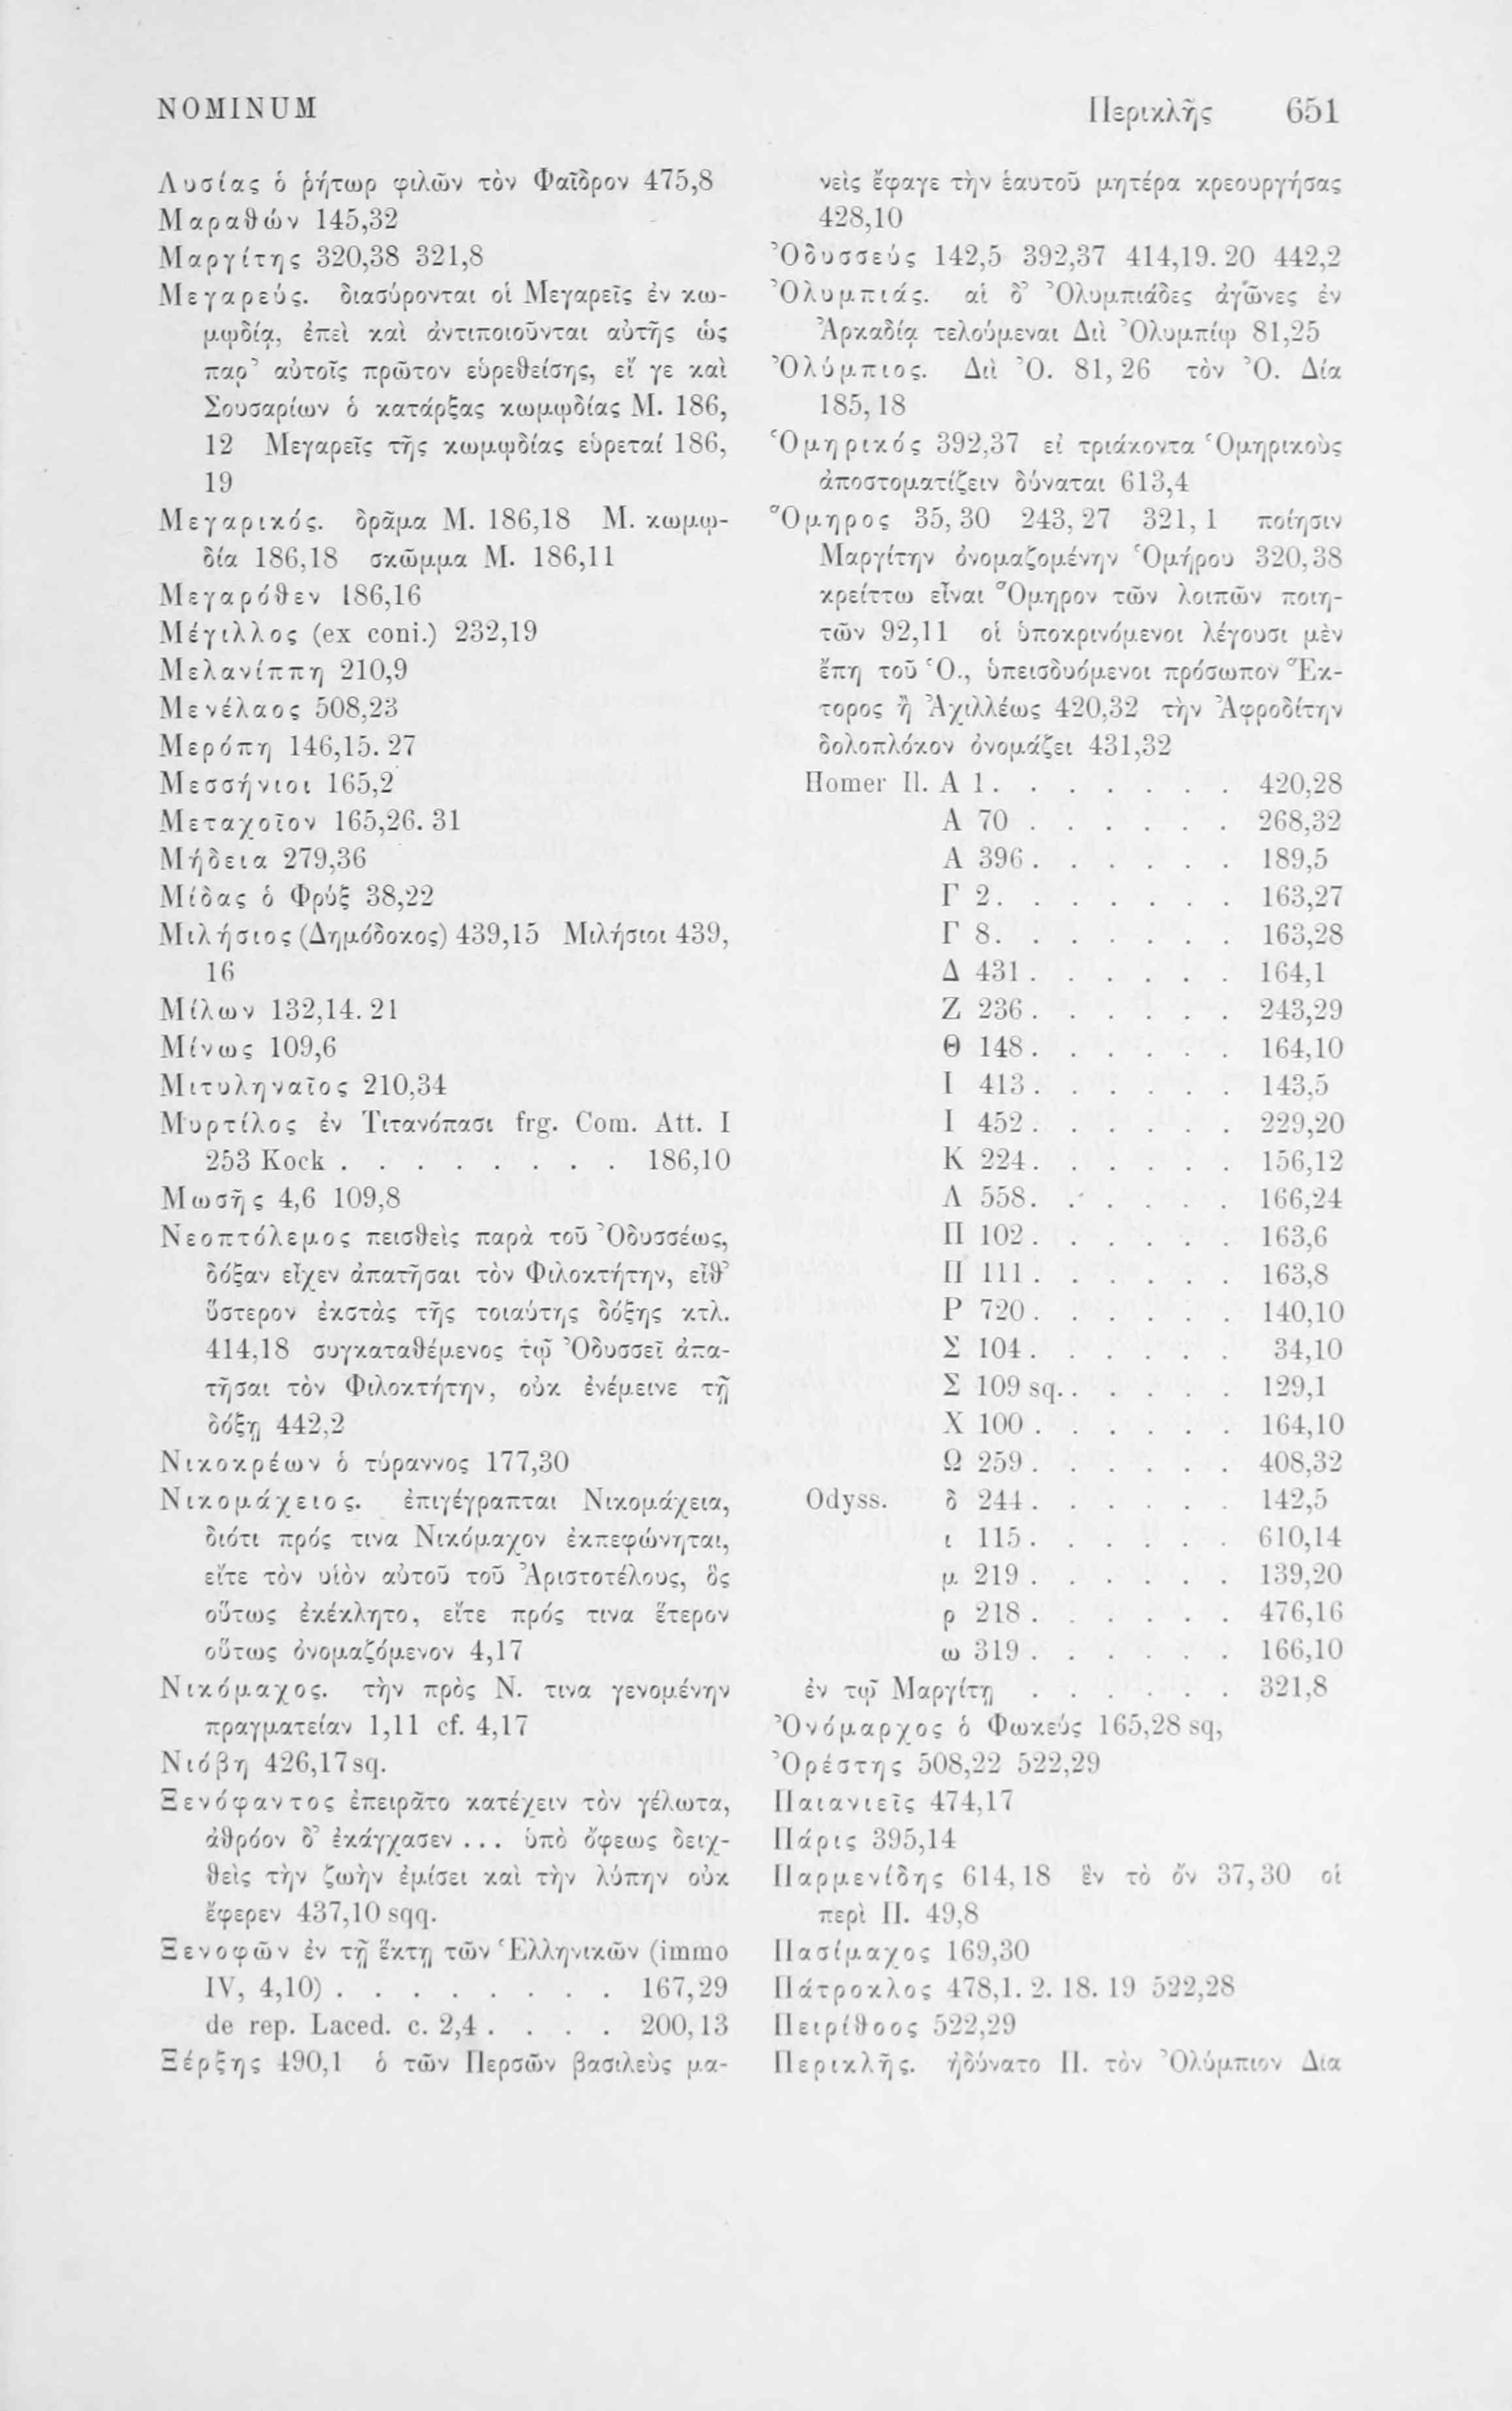 NOMINUM
Περικλῆς 651
Λυσίας ὁ ῥήτωρ φιλῶν τὸν Φαῖδρον 475,8
Μαραθών 145,32
Μαργίτης 320,38 321,8
Μεγαρεύς. διασύρονται οἱ Μεγαρεῖς ἐν κω-
μῳδίᾳ, ἐπεὶ καὶ ἀντιποιοῦνται αὐτῆς ὡς
παρ᾽ αὐτοῖς πρῶτον εὑρεθείσης, εἴ γε καὶ
Σουσαρίων ὁ κατάρξας κωμῳδίας Μ. 186,
12 Μεγαρεῖς τῆς κωμῳδίας εὑρεταί 186,
19
Μεγαρικός. δρᾶμα Μ. 186,18 Μ. κωμῳ-
δία 186,18 σκῶμμα Μ. 186,11
Μεγαρόθεν 186,16
Μέγιλλος (ex coni.) 232,19
Μελανίππη 210,9
Μενέλαος 508,23
Μερόπη 146,15. 27
Μεσσήνιοι 165,2
Μεταχοῖον 165,26. 31
Μήδεια 279,36
Μίδας ὁ Φρύξ 38,22
Μιλήσιος (Δημόδοκος) 439,15 Μιλήσιοι 439,
16
Μίλων 132,14. 21
Μίνως 109,6
Μιτυληναῖος 210,34
Μυρτίλος ἐν Τιτανόπασι frg. Com. Att. I
253 Kock . . . . . . . . 186,10
Μωσῆς 4,6 109,8
Νεοπτόλεμος πεισθεὶς παρὰ τοῦ Ὀδυσσέως,
δόξαν εἶχεν ἀπατῆσαι τὸν Φιλοκτήτην, εἶθ᾽
ὕστερον ἐκστὰς τῆς τοιαύτης δόξης κτλ.
414,18 συγκαταθέμενος τῷ Ὀδυσσεῖ ἀπα-
τῆσαι τὸν Φιλοκτήτην, οὐκ ἐνέμεινε τῇ
δόξῃ 442,2
Νικοκρέων ὁ τύραννος 177,30
Νικομάχειος. ἐπιγέγραπται Νικομάχεια,
διότι πρός τινα Νικόμαχον ἐκπεφώνηται,
εἴτε τὸν υἱὸν αὐτοῦ τοῦ Ἀριστοτέλους, ὃς
οὕτως ἐκέκλητο, εἴτε πρός τινα ἕτερον
οὕτως ὀνομαζόμενον 4,17
Νικόμαχος. τὴν πρὸς Ν. τινα γενομένην
πραγματείαν 1,11 cf. 4,17
Νιόβη 426,17 sq.
Ξενόφαντος ἐπειρᾶτο κατέχειν τὸν γέλωτα,
ἀθρόον δ᾽ ἐκάγχασεν ... ὑπὸ ὄφεως δειχ-
θεὶς τὴν ζωὴν ἐμίσει καὶ τὴν λύπην οὐκ
ἔφερεν 437,10 sqq.
Ξενοφῶν ἐν τῇ ἕκτῃ τῶν Ἑλληνικῶν (immo
IV, 4,10) . . . . . . . . 167,29
de rep. Laced. c. 2,4 . . . . 200,13
Ξέρξης 490,1 ὁ τῶν Περσῶν βασιλεὺς μα-
νεὶς ἔφαγε τὴν ἑαυτοῦ μητέρα κρεουργήσας
428,10
Ὀδυσσεύς 142,5 392,37 414,19. 20 442,2
Ὀλυμπιάς. αἱ δ᾽ Ὀλυμπιάδες ἀγῶνες ἐν
Ἀρκαδίᾳ τελούμεναι Διὶ Ὀλυμπίῳ 81,25
Ὀλύμπιος. Διὶ Ὀ. 81,26 τὸν Ὀ. Δία
185,18
Ὁμηρικός 392,37 εἰ τριάκοντα Ὁμηρικοὺς
ἀποστοματίζειν δύναται 613,4
Ὅμηρος 35,30 243,27 321,1 ποίησιν
Μαργίτην ὀνομαζομένην Ὁμήρου 320,38
κρείττω εἶναι Ὅμηρον τῶν λοιπῶν ποιη-
τῶν 92,11 οἱ ὑποκρινόμενοι λέγουσι μὲν
ἔπη τοῦ Ὁ., ὑπεισδυόμενοι πρόσωπον Ἕκ-
τορος ἢ Ἀχιλλέως 420,32 τὴν Ἀφροδίτην
δολοπλόκον ὀνομάζει 431,32
Homer Il. Α 1 . . . . . . . 420,28
Α 70 . . . . . . 268,32
Α 396 . . . . . . 189,5
Γ 2 . . . . . . . 163,27
Γ 8 . . . . . . . 163,28
Δ 431 . . . . . . 164,1
Ζ 236 . . . . . . 243,29
Θ 148 . . . . . . 164,10
Ι 413 . . . . . . 143,5
Ι 452 . . . . . . 229,20
Κ 224 . . . . . . 156,12
Λ 558 . . . . . . 166,24
Π 102 . . . . . . 163,6
Π 111 . . . . . . 163,8
Ρ 720 . . . . . . 140,10
Σ 104 . . . . . . 34,10
Σ 109 sq. . . . . . 129,1
Χ 100 . . . . . . 164,10
Ω 259 . . . . . . 408,32
Odyss. δ 244 . . . . . . 142,5
ι 115 . . . . . . 610,14
μ 219 . . . . . . 139,20
ρ 218 . . . . . . 476,16
ω 319 . . . . . . 166,10
ἐν τῷ Μαργίτῃ . . . . . . 321,8
Ὀνόμαρχος ὁ Φωκεύς 165,28 sq,
Ὀρέστης 508,22 522,29
Παιανιεῖς 474,17
Πάρις 395,14
Παρμενίδης 614,18 ἓν τὸ ὄν 37,30 οἱ
περὶ Π. 49,8
Πασίμαχος 169,30
Πάτροκλος 478,1. 2. 18. 19 522,28
Πειρίθοος 522,29
Περικλῆς. ἠδύνατο Π. τὸν Ὀλύμπιον Δία